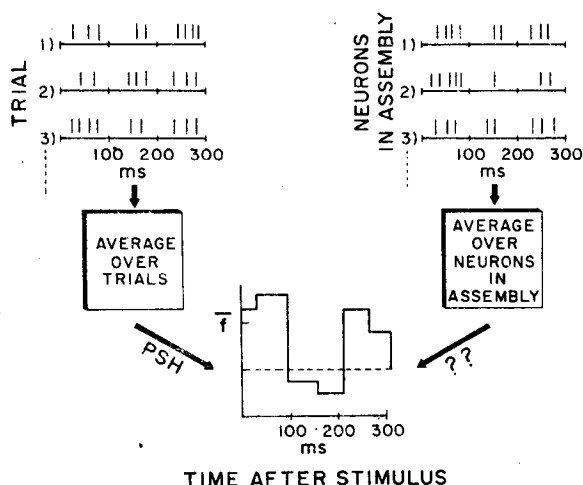 TRIAL
1)
2)
3)
100 200 300
ms
AVERAGE
OVER
TRIALS
PSH
NEURONS
IN ASSEMBLY
1)
2)
3)
100 200 300
ms
AVERAGE
OVER
NEURONS
IN
ASSEMBLY
??
f
100 200 300
ms
TIME AFTER STIMULUS